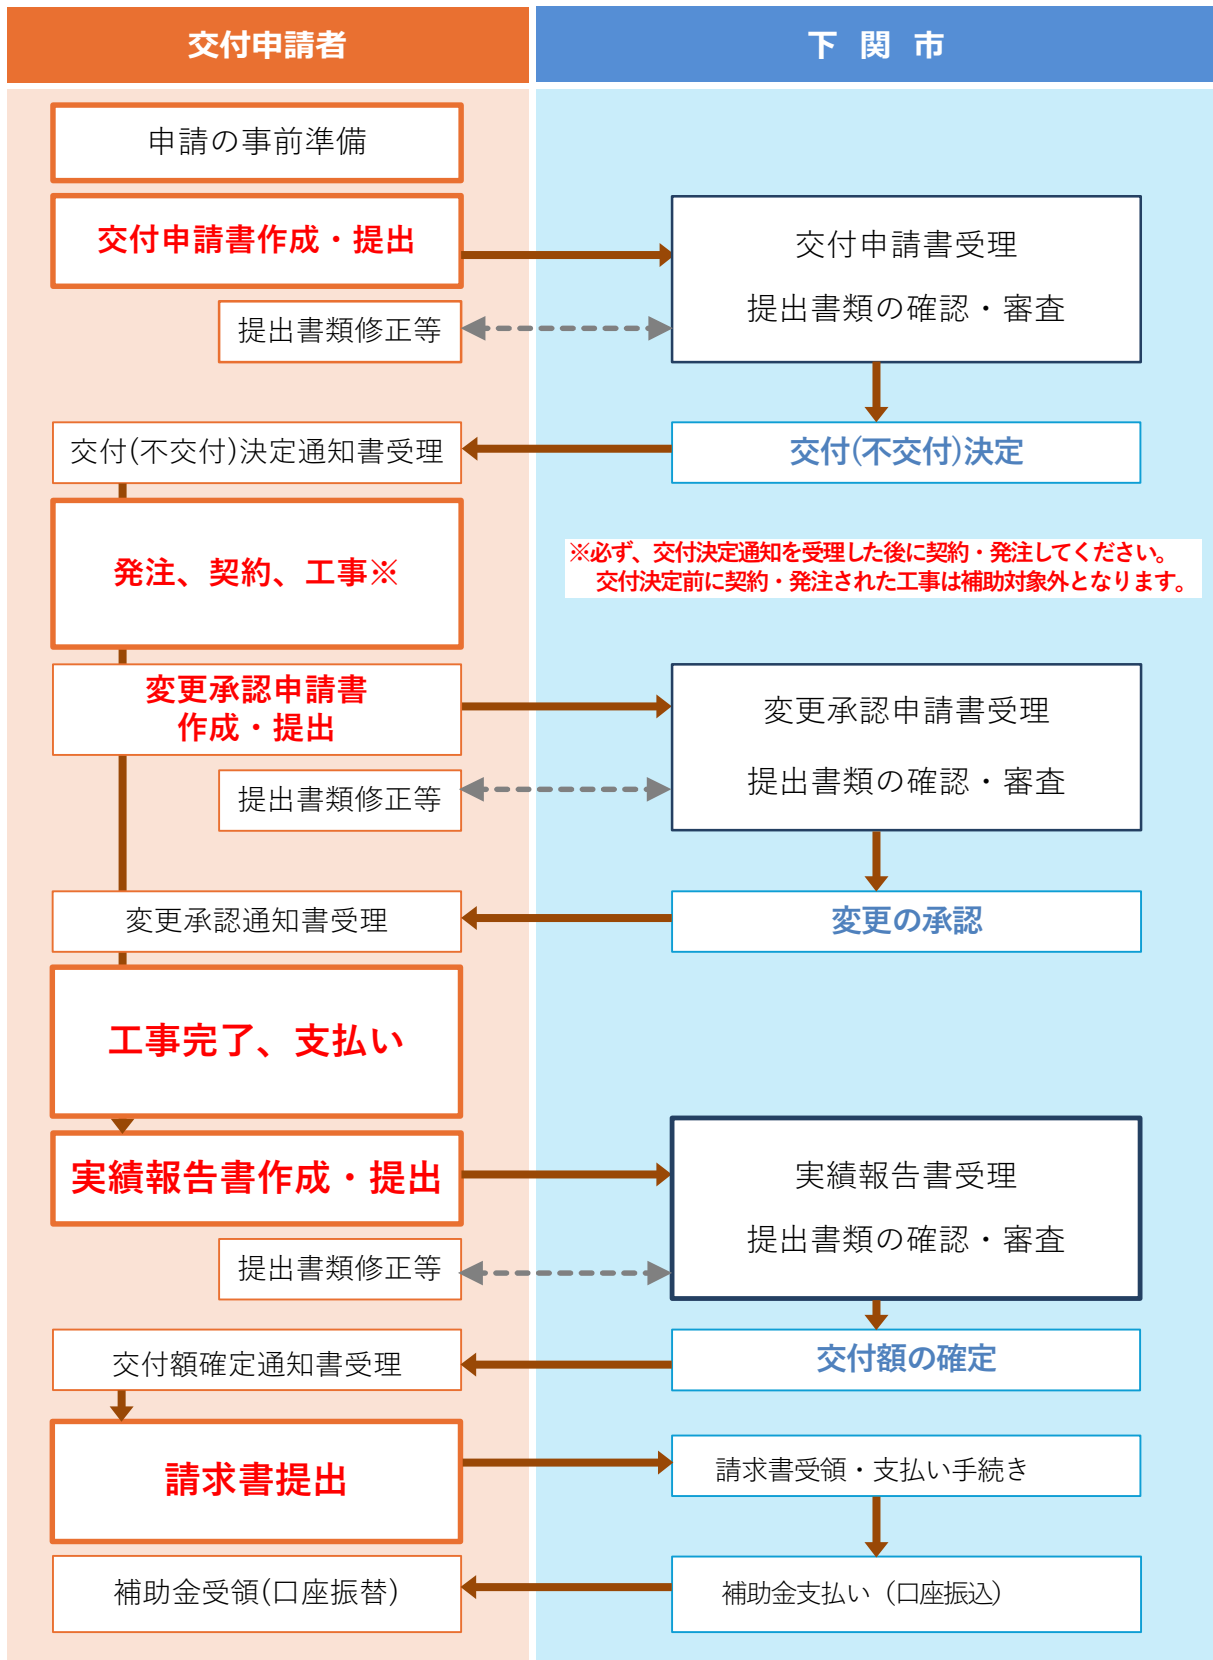 交付申請者
下 関 市
申請の事前準備
交付申請書作成・提出
交付申請書受理
提出書類の確認・審査
提出書類修正等
交付(不交付)決定通知書受理
交付(不交付)決定
発注、契約、工事※
※必ず、交付決定通知を受理した後に契約・発注してください。
交付決定前に契約・発注された工事は補助対象外となります。
変更承認申請書
作成・提出
変更承認申請書受理
提出書類の確認・審査
提出書類修正等
変更承認通知書受理
変更の承認
工事完了、支払い
実績報告書作成・提出
実績報告書受理
提出書類の確認・審査
提出書類修正等
交付額確定通知書受理
交付額の確定
請求書提出
請求書受領・支払い手続き
補助金受領(口座振替)
補助金支払い（口座振込）